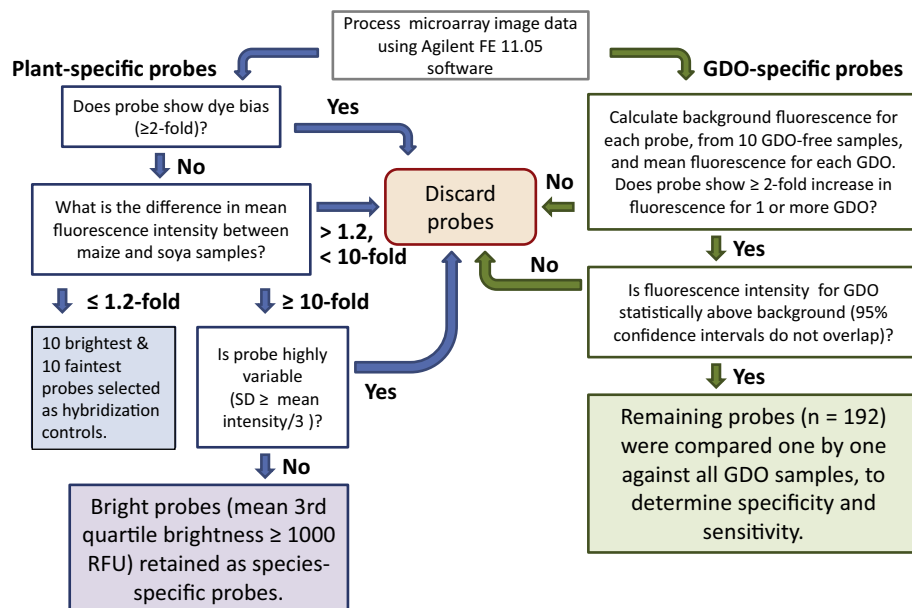 Process microarray image data
using Agilent FE 11.05
software
Plant-specific probes
Does probe show dye bias
(≥2-fold)?
Yes
No
What is the difference in mean
fluorescence intensity between
maize and soya samples?
> 1.2,
< 10-fold
≤ 1.2-fold
≥ 10-fold
10 brightest &
10 faintest
probes selected
as hybridization
controls.
Is probe highly
variable
(SD ≥ mean
intensity/3 )?
Yes
No
Bright probes (mean 3rd
quartile brightness ≥ 1000
RFU) retained as species-
specific probes.
Discard
probes
GDO-specific probes
Calculate background fluorescence for
each probe, from 10 GDO-free samples,
and mean fluorescence for each GDO.
Does probe show ≥ 2-fold increase in
fluorescence for 1 or more GDO?
No
Yes
Is fluorescence intensity for GDO
statistically above background (95%
confidence intervals do not overlap)?
No
Yes
Remaining probes (n = 192)
were compared one by one
against all GDO samples, to
determine specificity and
sensitivity.